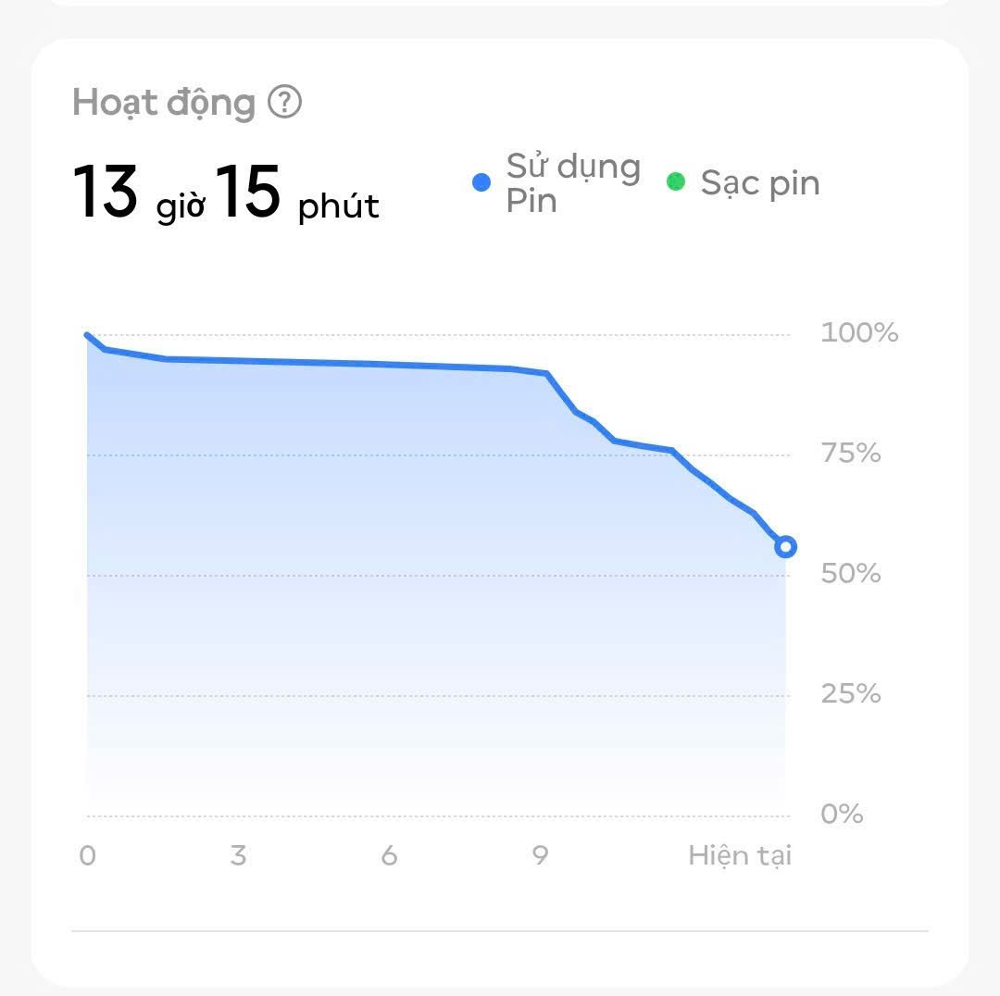 Hoạt động ?
13 giờ 15 phút
Sử dụng
Pin
Sạc pin
100%
75%
50%
25%
0%
0 3 6 9 Hiện tại